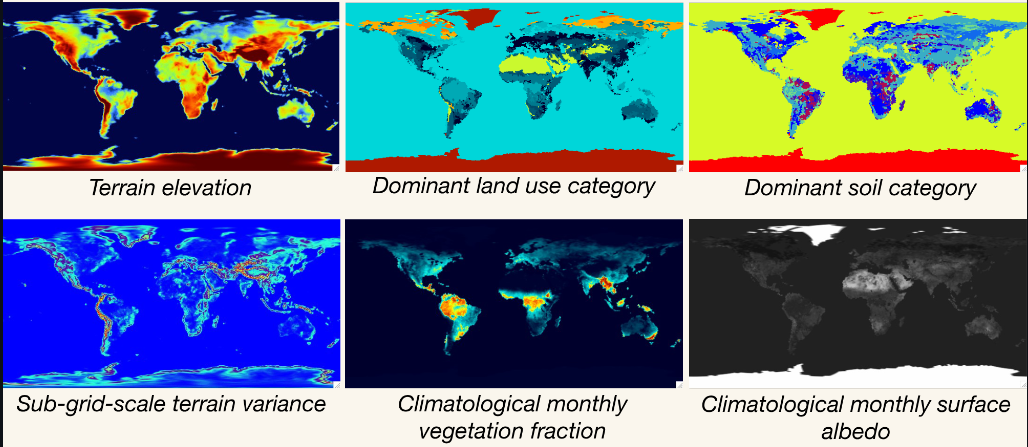 Terrain elevation
Dominant land use category
Dominant soil category
Sub-grid-scale terrain variance
Climatological monthly
vegetation fraction
Climatological monthly surface
albedo